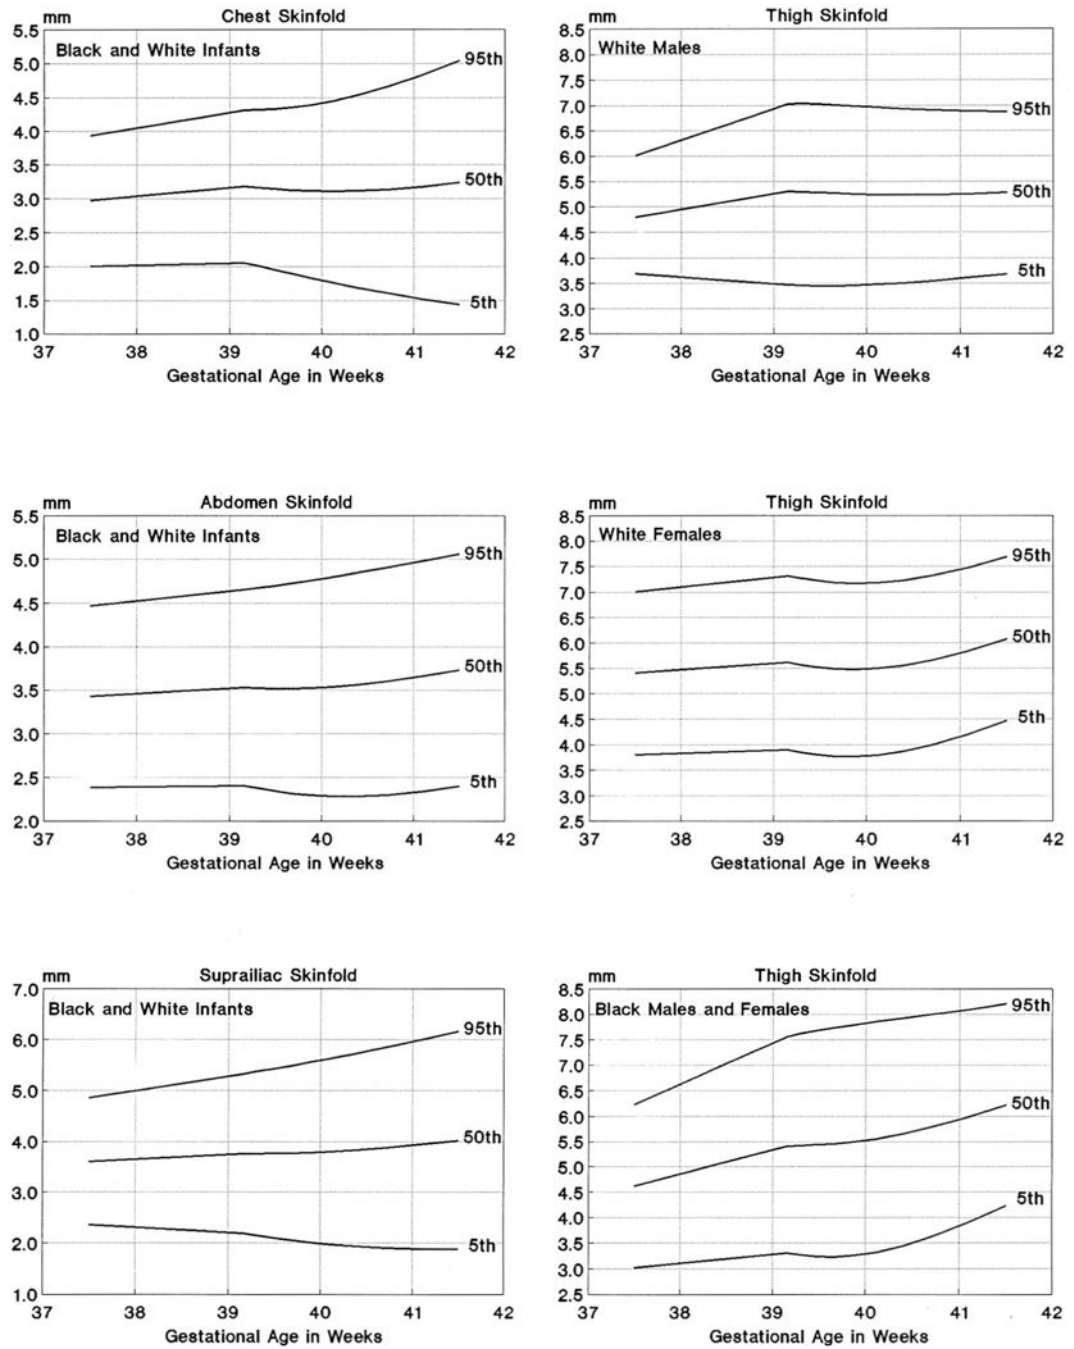 mm Chest Skinfold
5.5
Black and White Infants
5.0
4.5
4.0
3.5
3.0
2.5
2.0
1.5
1.0
95th
50th
5th
37 38 39 40 41 42
Gestational Age in Weeks
mm Thigh Skinfold
8.5
White Males
8.0
7.5
7.0
6.5
6.0
5.5
5.0
4.5
4.0
3.5
3.0
2.5
95th
50th
5th
37 38 39 40 41 42
Gestational Age in Weeks
mm Abdomen Skinfold
5.5
Black and White Infants
5.0
4.5
4.0
3.5
3.0
2.5
2.0
95th
50th
5th
37 38 39 40 41 42
Gestational Age in Weeks
mm Thigh Skinfold
8.5
White Females
8.0
7.5
7.0
6.5
6.0
5.5
5.0
4.5
4.0
3.5
3.0
2.5
95th
50th
5th
37 38 39 40 41 42
Gestational Age in Weeks
mm Suprailiac Skinfold
7.0
Black and White Infants
6.0
5.0
4.0
3.0
2.0
1.0
95th
50th
5th
37 38 39 40 41 42
Gestational Age in Weeks
mm Thigh Skinfold
8.5
Black Males and Females
8.0
7.5
7.0
6.5
6.0
5.5
5.0
4.5
4.0
3.5
3.0
2.5
95th
50th
5th
37 38 39 40 41 42
Gestational Age in Weeks